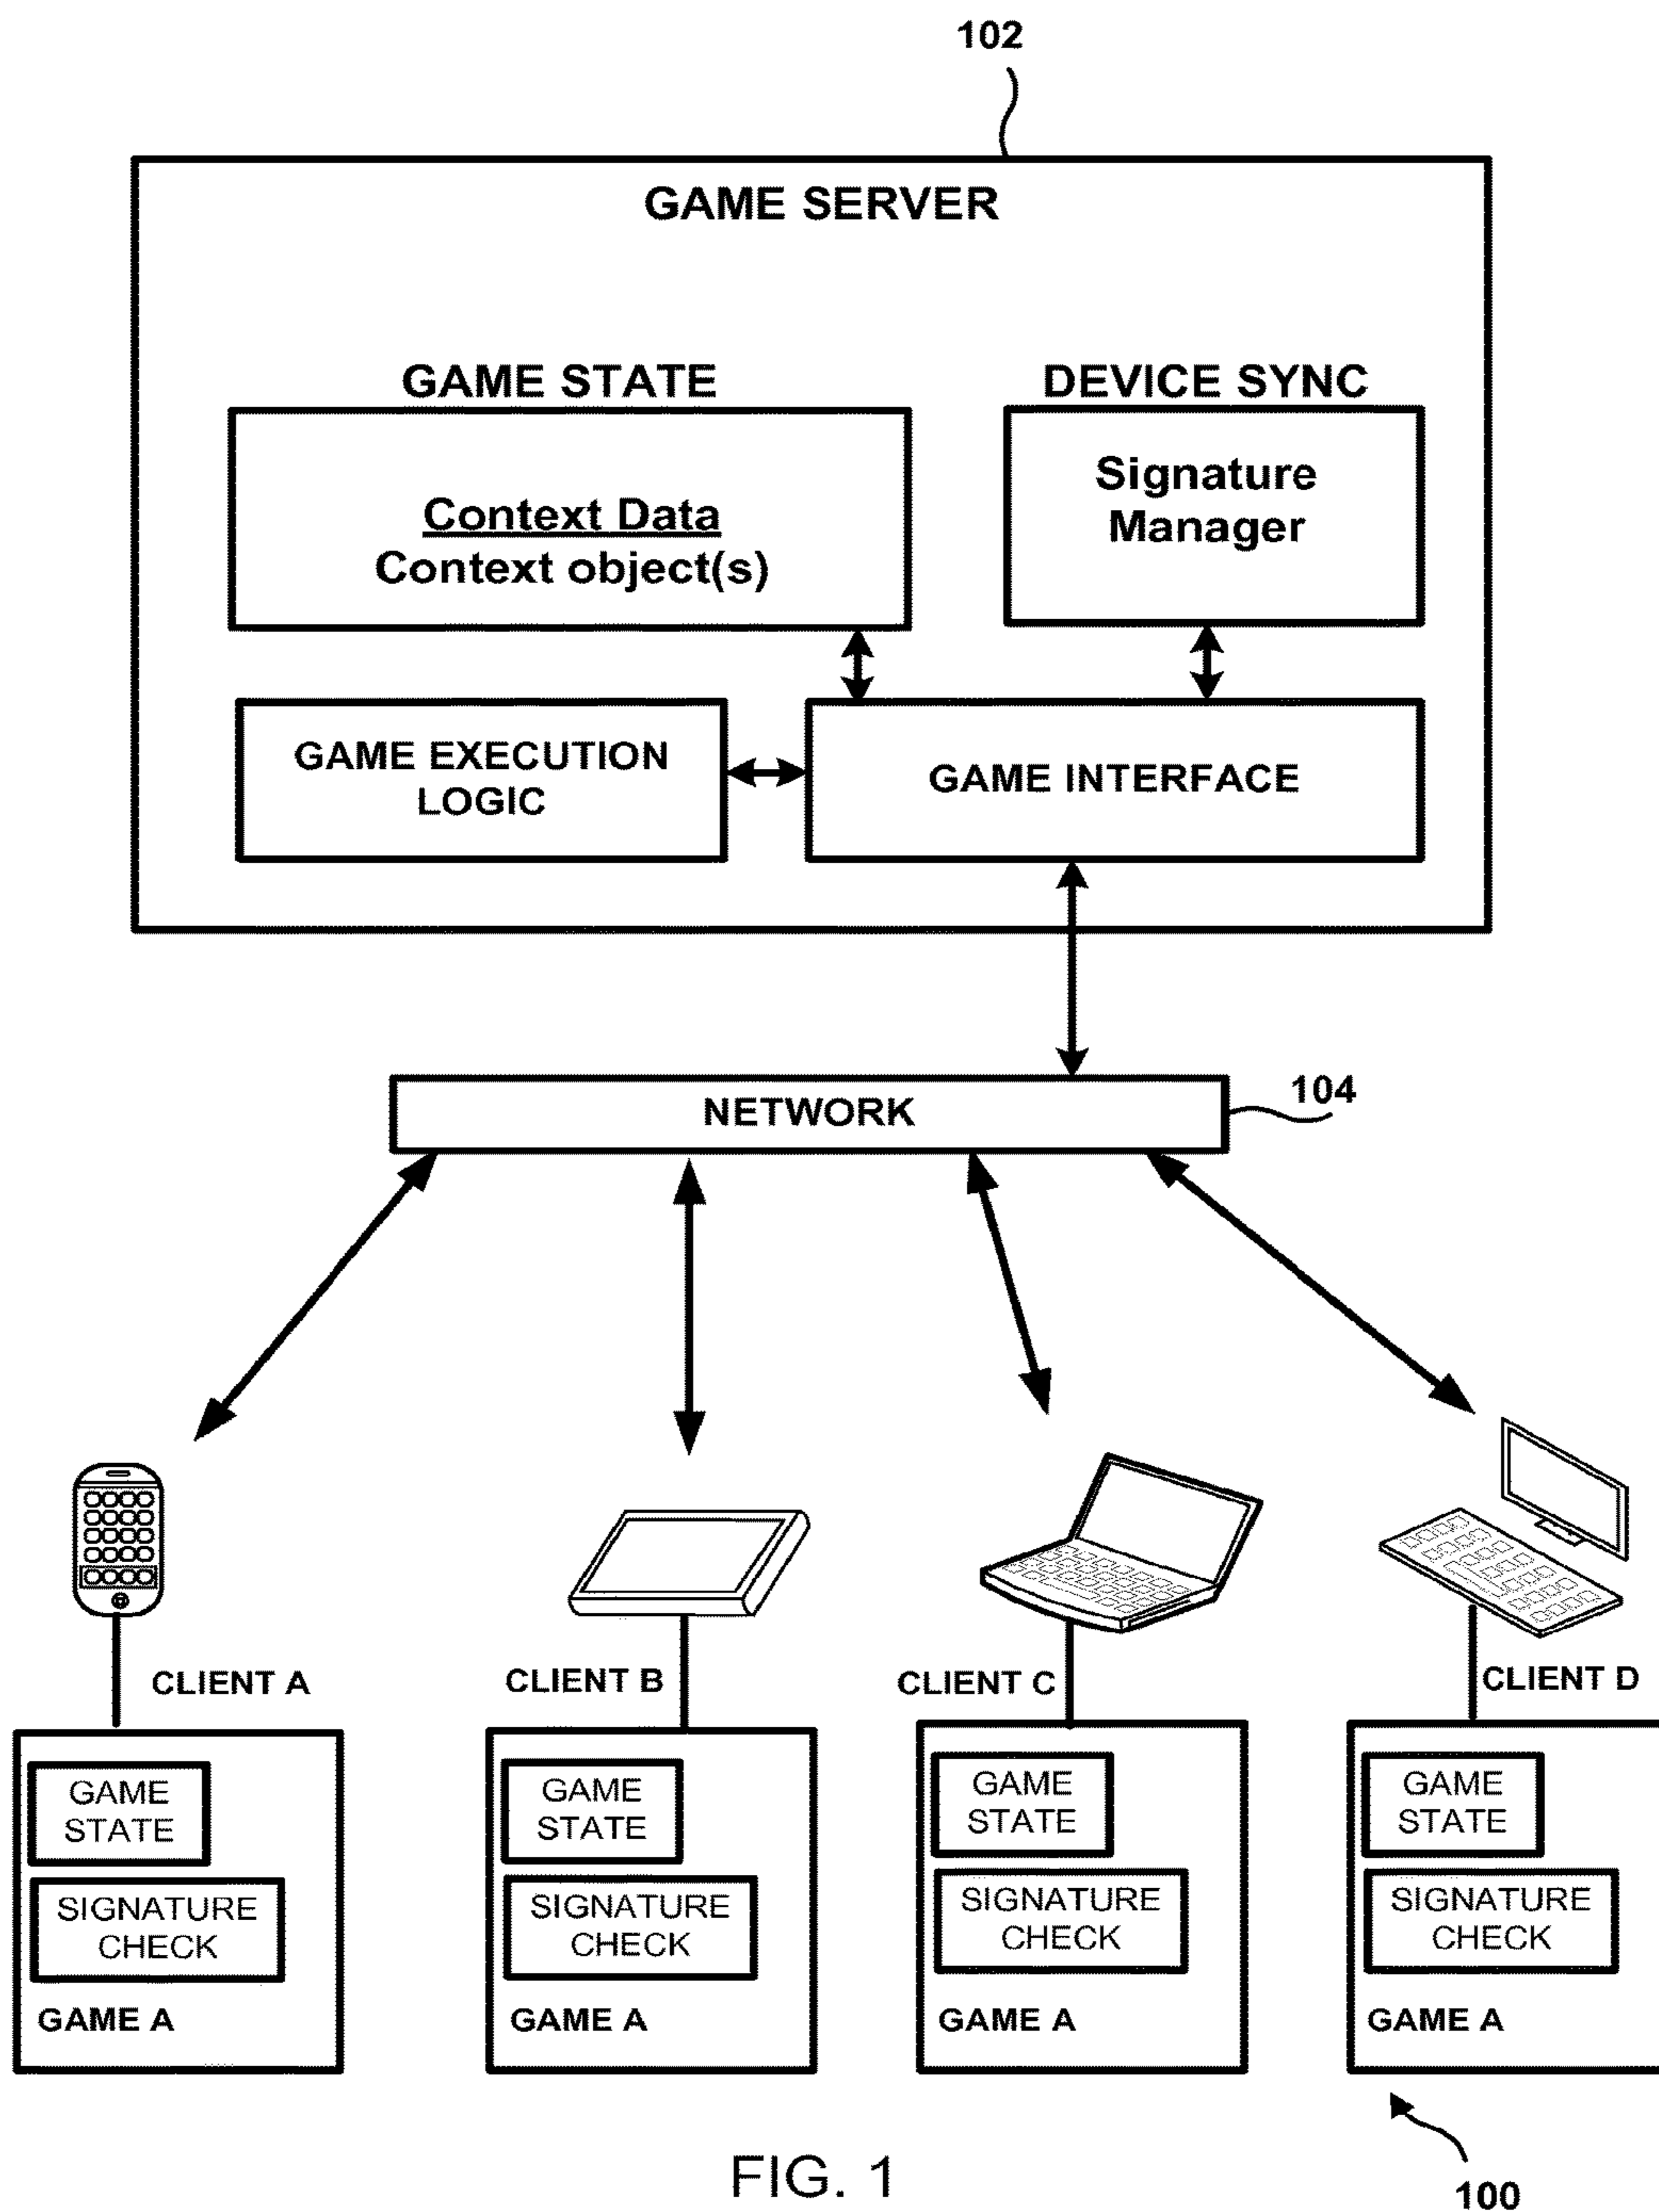 102
GAME SERVER
GAME STATE
DEVICE SYNC
Context Data
Context object(s)
Signature
Manager
GAME EXECUTION
LOGIC
GAME INTERFACE
NETWORK
104
CLIENT A
CLIENT B
CLIENT C
CLIENT D
GAME
STATE
SIGNATURE
CHECK
GAME A
GAME
STATE
SIGNATURE
CHECK
GAME A
GAME
STATE
SIGNATURE
CHECK
GAME A
GAME
STATE
SIGNATURE
CHECK
GAME A
FIG. 1
100